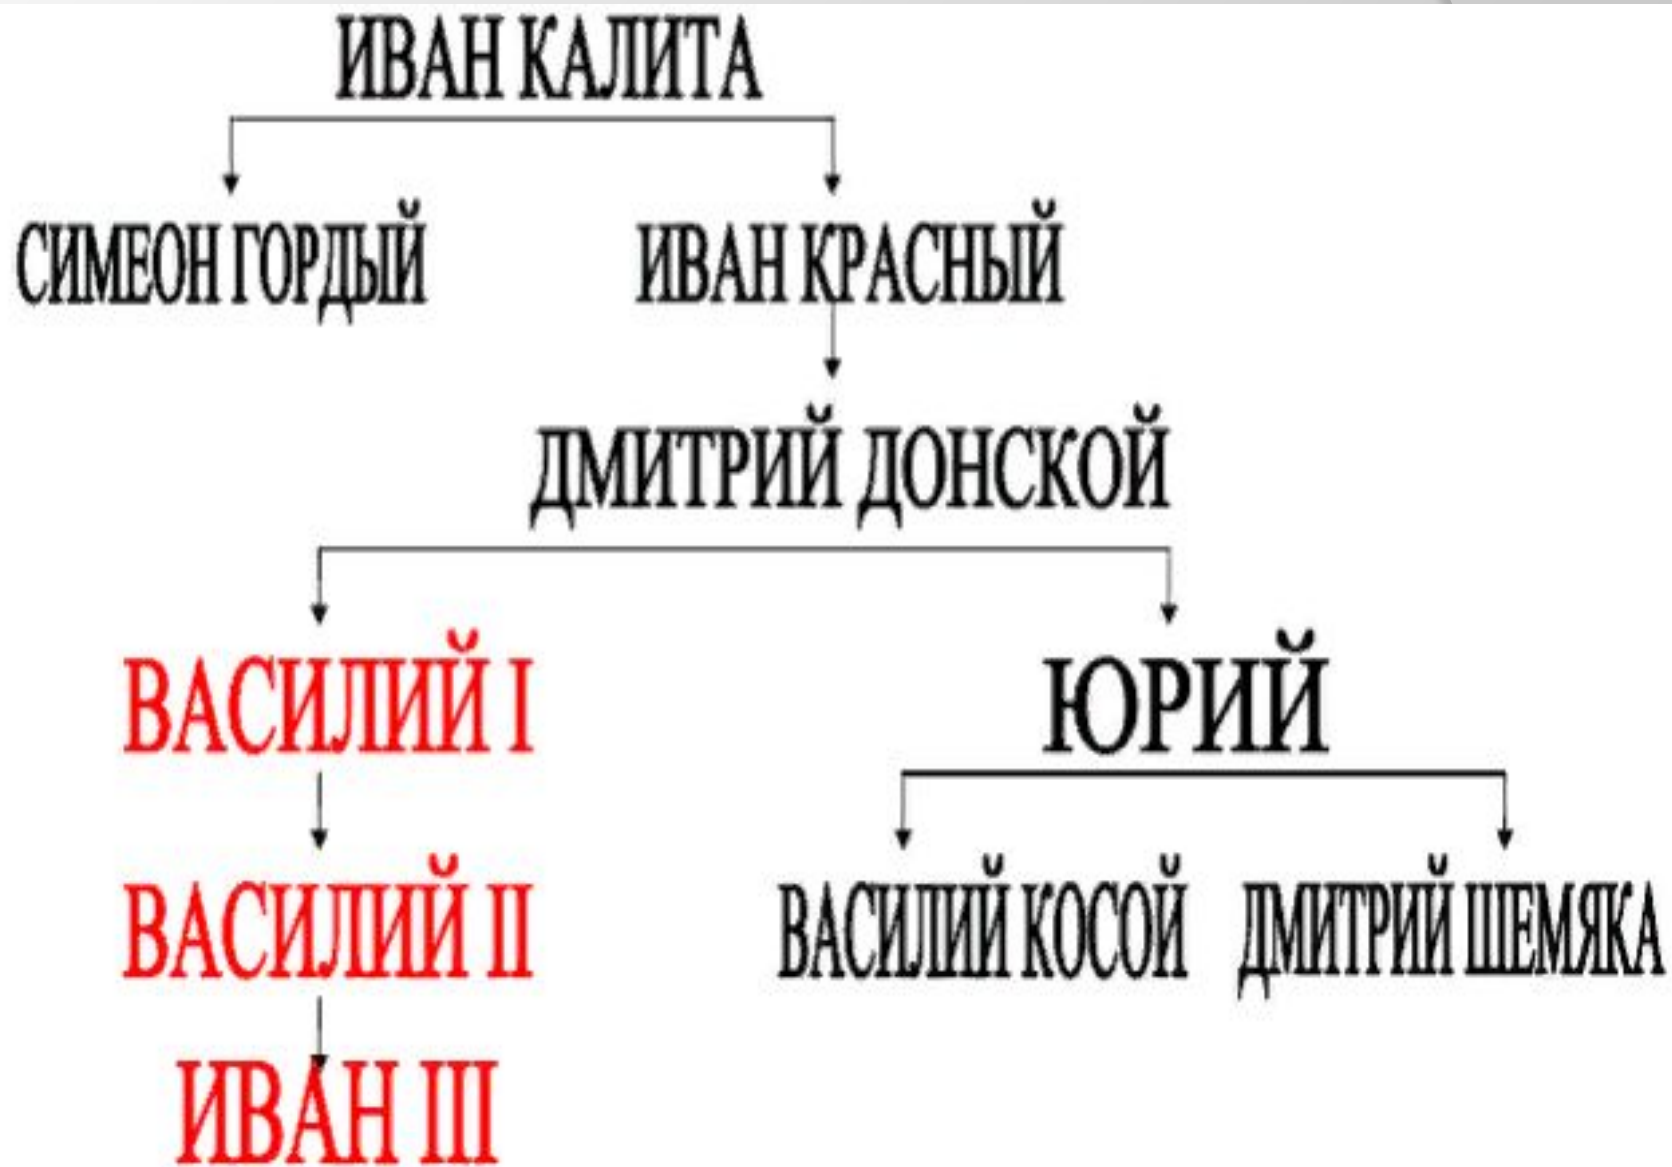 ИВАН КАЛИТА
СИМЕОН ГОРДЫЙ ИВАН КРАСНЫЙ
ДМИТРИЙ ДОНСКОЙ
ВАСИЛИЙ I ЮРИЙ
ВАСИЛИЙ II ВАСИЛИЙ КОСОЙ ДМИТРИЙ ШЕМЯКА
ИВАН III